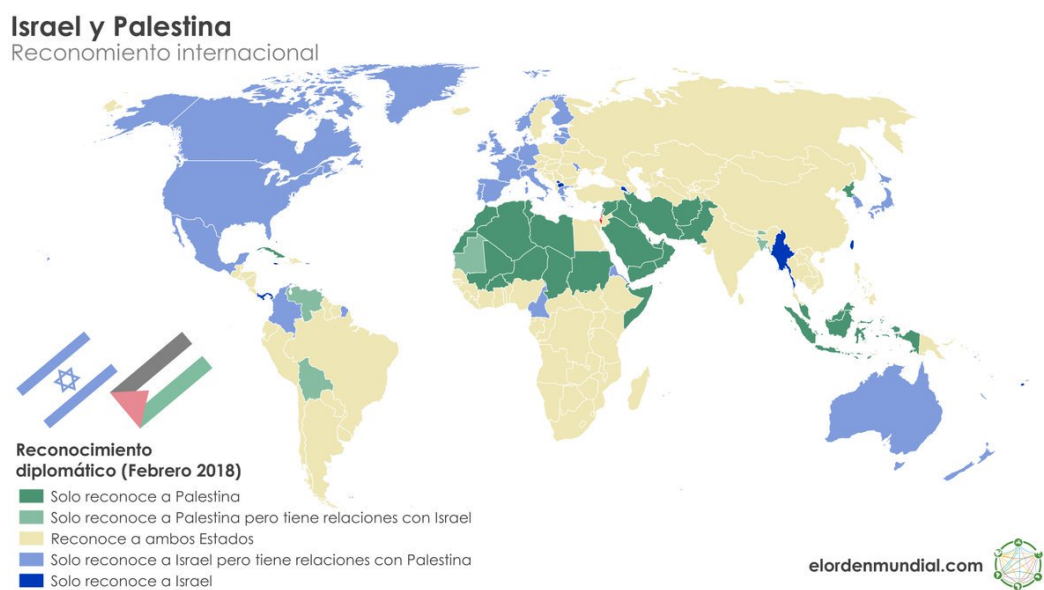 Israel y Palestina
Reconomiento internacional
Reconocimiento
diplomático (Febrero 2018)
Solo reconoce a Palestina
Solo reconoce a Palestina pero tiene relaciones con Israel
Reconoce a ambos Estados
Solo reconoce a Israel pero tiene relaciones con Palestina
Solo reconoce a Israel
elordenmundial.com